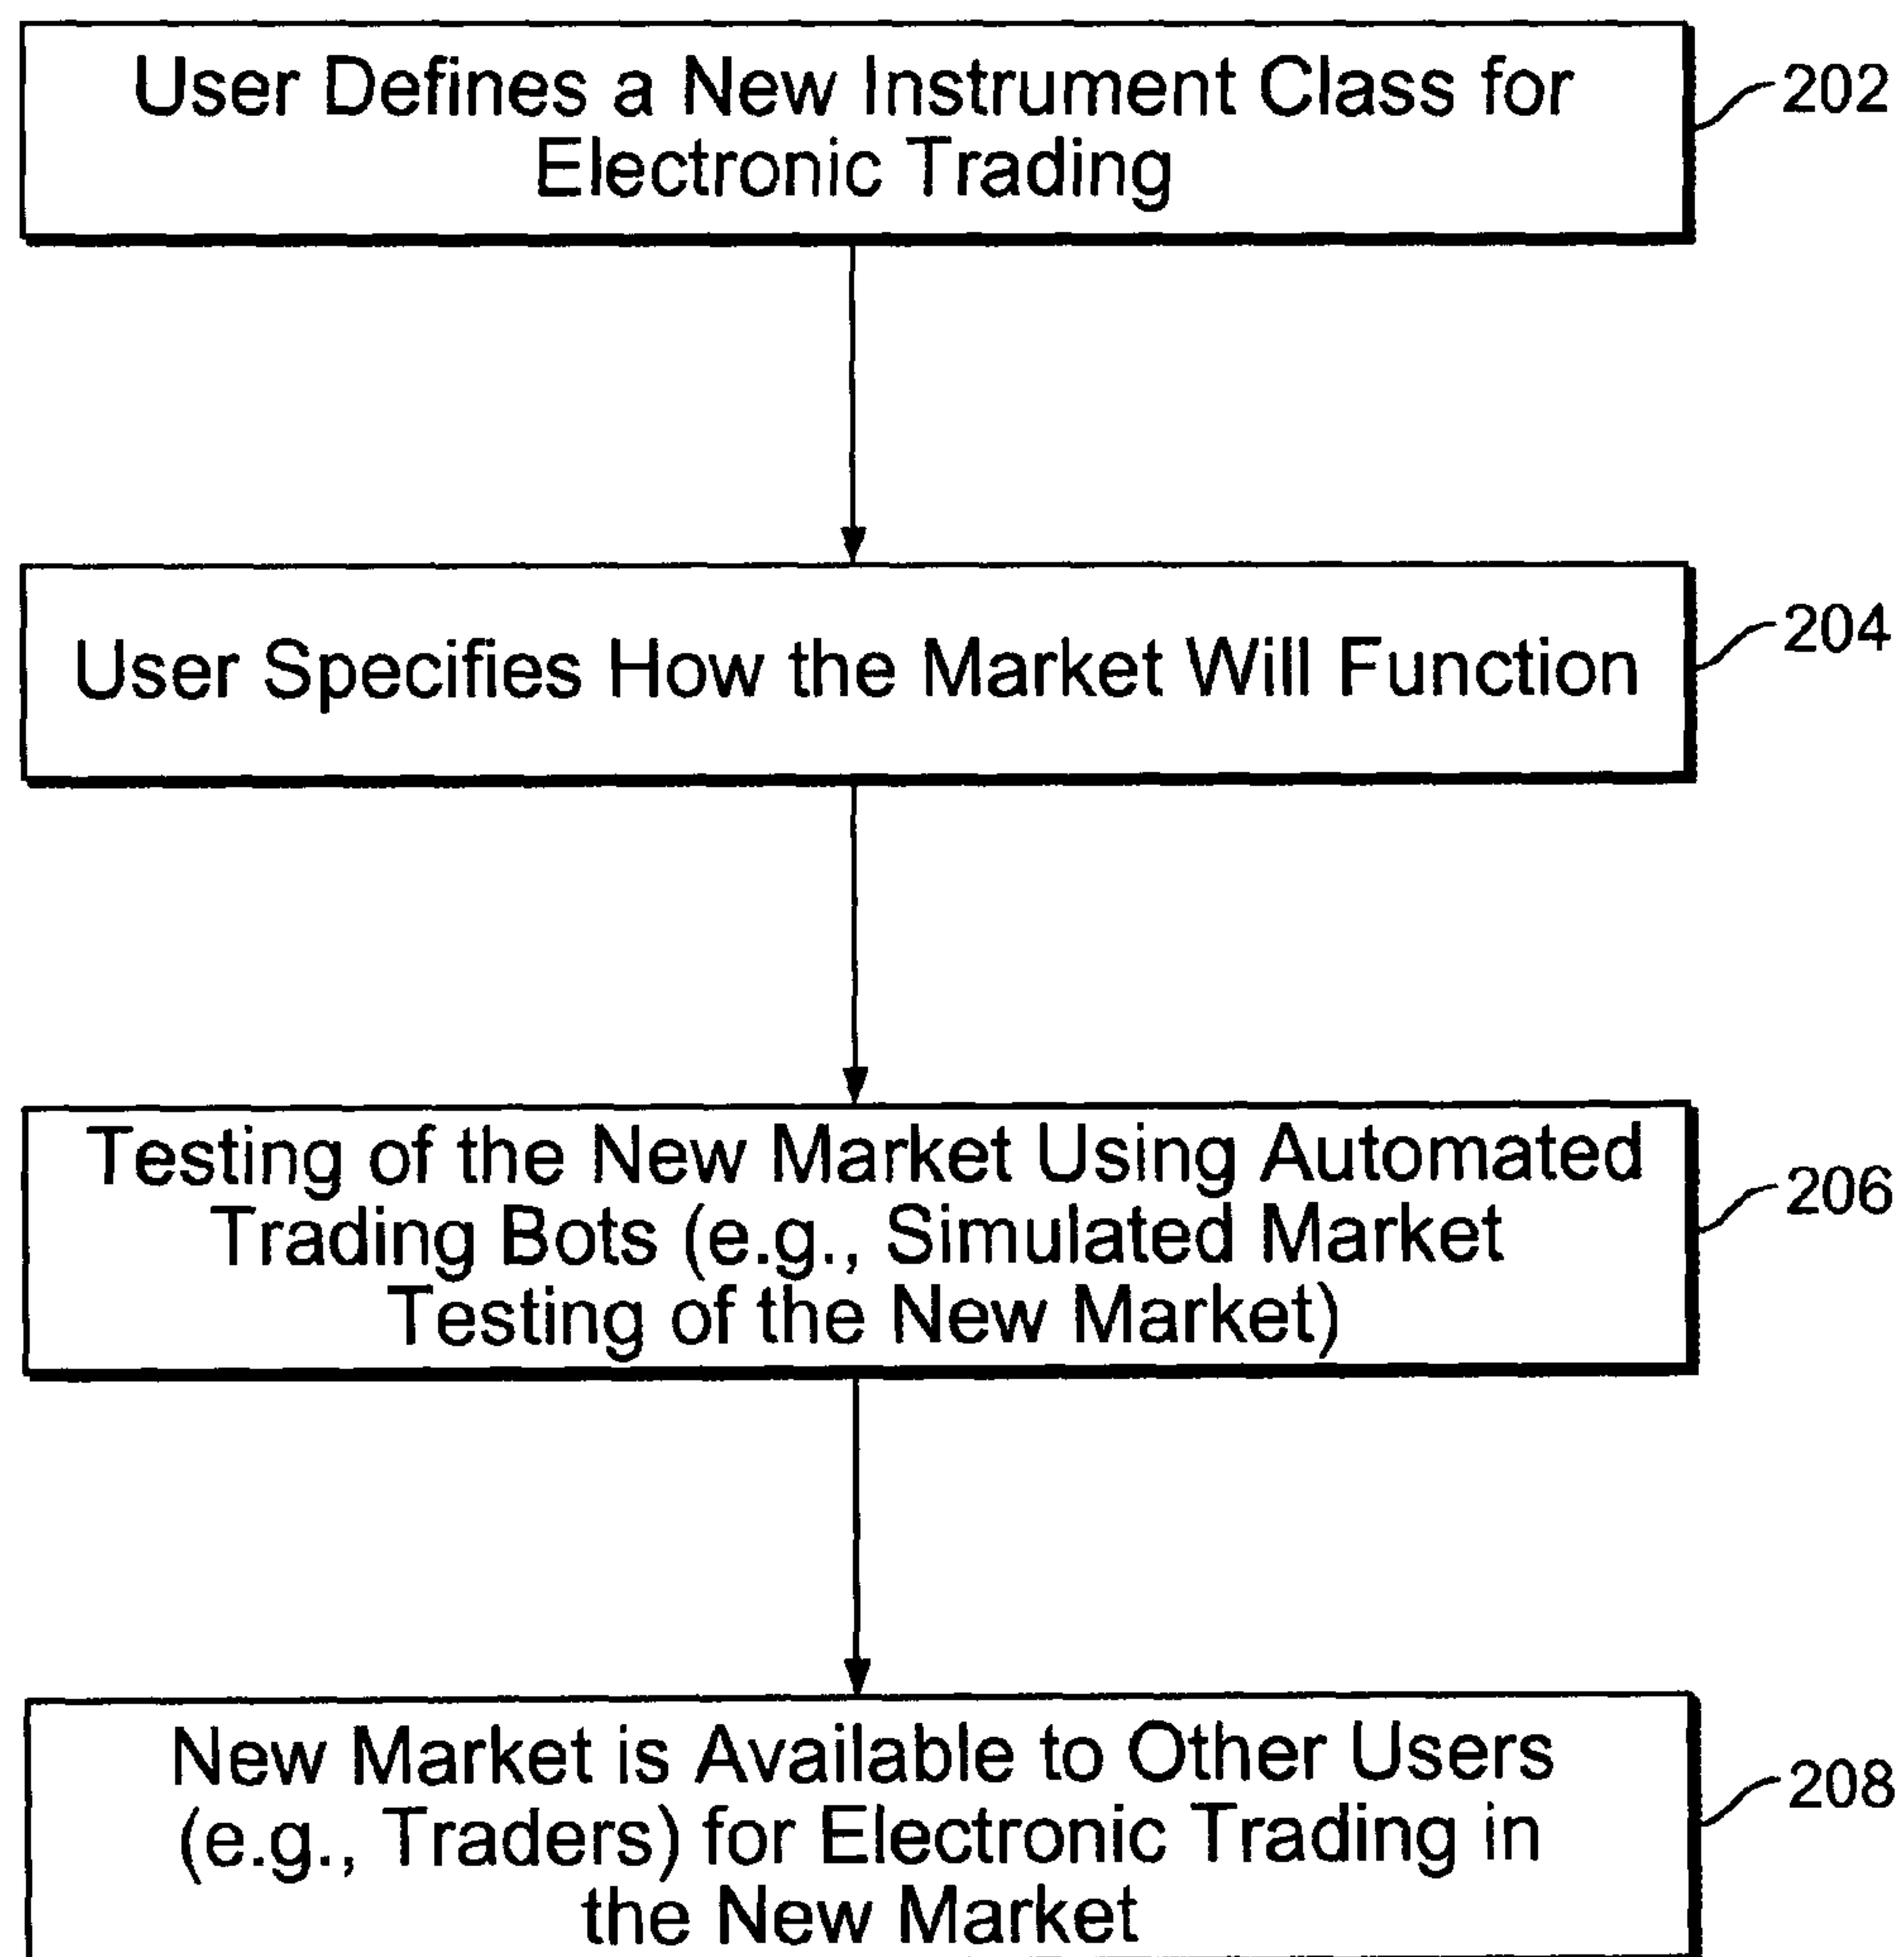 User Defines a New Instrument Class for
Electronic Trading
202
User Specifies How the Market Will Function
204
Testing of the New Market Using Automated
Trading Bots (e.g., Simulated Market
Testing of the New Market)
206
New Market is Available to Other Users
(e.g., Traders) for Electronic Trading in
the New Market
208